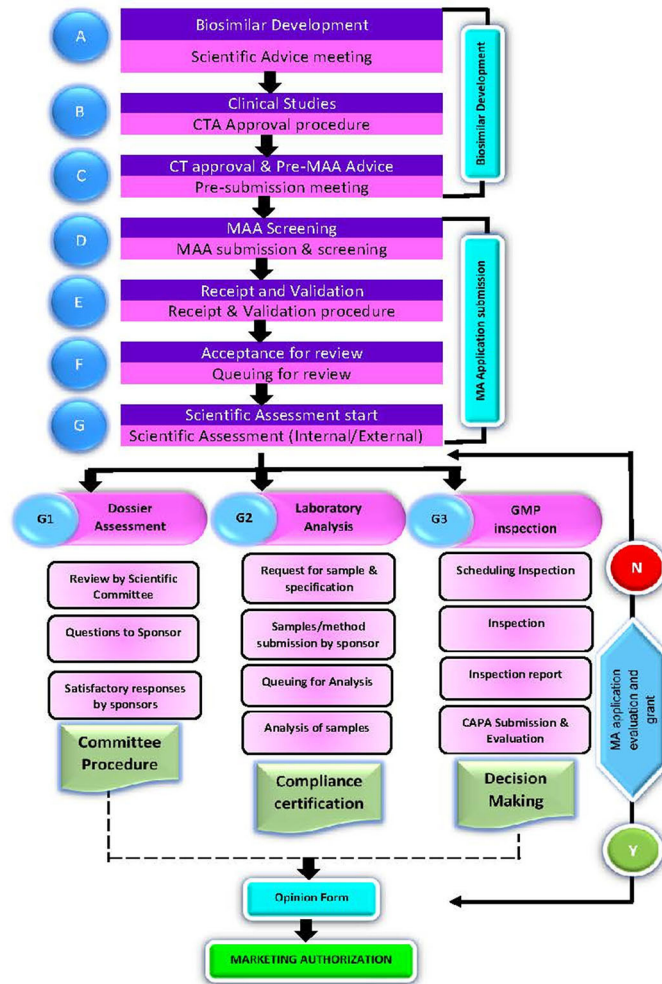 A
Biosimilar Development
Scientific Advice meeting
B
Clinical Studies
CTA Approval procedure
C
CT approval & Pre-MAA Advice
Pre-submission meeting
Biosimilar Development
D
MAA Screening
MAA submission & screening
E
Receipt and Validation
Receipt & Validation procedure
F
Acceptance for review
Queuing for review
G
Scientific Assessment start
Scientific Assessment (Internal/External)
MA Application submission
G1
Dossier
Assessment
Review by Scientific
Committee
Questions to Sponsor
Satisfactory responses
by sponsors
Committee
Procedure
G2
Laboratory
Analysis
Request for sample &
specification
Samples/method
submission by sponsor
Queuing for Analysis
Analysis of samples
Compliance
certification
G3
GMP
inspection
Scheduling Inspection
Inspection
Inspection report
CAPA Submission &
Evaluation
Decision
Making
N
MA application
evaluation and
grant
Y
Opinion Form
MARKETING AUTHORIZATION